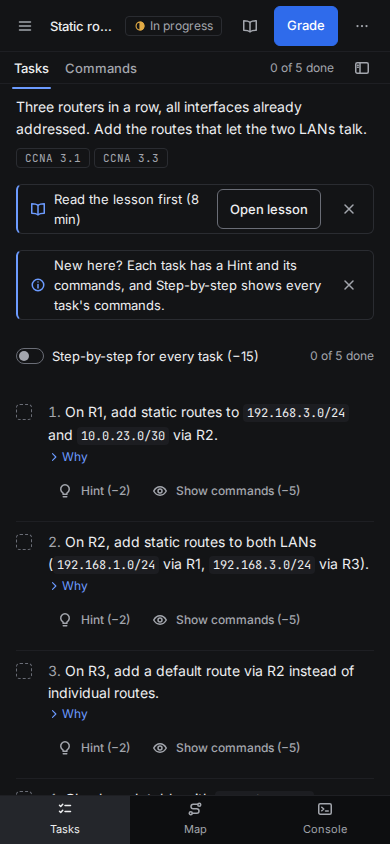 Static ro...
In progress
Grade
Tasks
Commands
0 of 5 done
Three routers in a row, all interfaces already
addressed. Add the routes that let the two LANs talk.
CCNA 3.1
CCNA 3.3
Read the lesson first (8
min)
Open lesson
New here? Each task has a Hint and its
commands, and Step-by-step shows every
task's commands.
Step-by-step for every task (−15)
0 of 5 done
1. On R1, add static routes to 192.168.3.0/24
and 10.0.23.0/30 via R2.
Why
Hint (−2)
Show commands (−5)
2. On R2, add static routes to both LANs
(192.168.1.0/24 via R1, 192.168.3.0/24 via R3).
Why
Hint (−2)
Show commands (−5)
3. On R3, add a default route via R2 instead of
individual routes.
Why
Hint (−2)
Show commands (−5)
Tasks
Map
Console